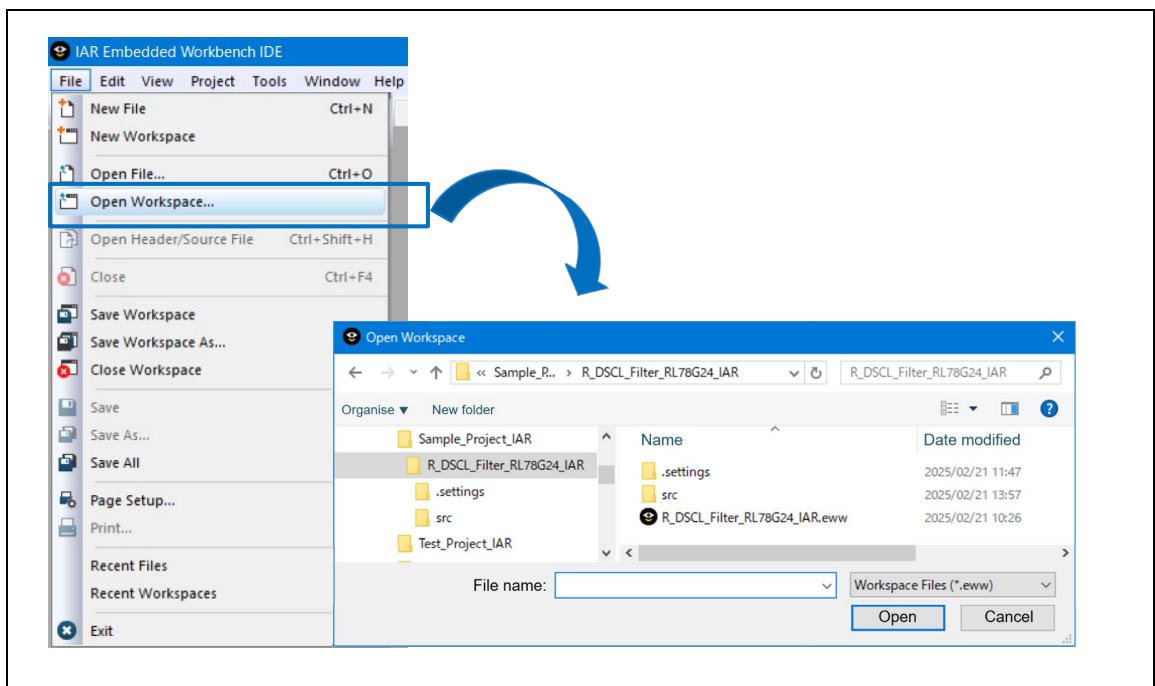 IAR Embedded Workbench IDE
File Edit View Project Tools Window Help
New File Ctrl+N
New Workspace
Open File... Ctrl+O
Open Workspace...
Open Header/Source File Ctrl+Shift+H
Close Ctrl+F4
Save Workspace
Save Workspace As...
Close Workspace
Save
Save As...
Save All
Page Setup...
Print...
Recent Files
Recent Workspaces
Exit
Open Workspace
« Sample_P... › R_DSCL_Filter_RL78G24_IAR
R_DSCL_Filter_RL78G24_IAR
Organise ▼ New folder
Sample_Project_IAR
R_DSCL_Filter_RL78G24_IAR
.settings
src
Test_Project_IAR
Name Date modified
.settings 2025/02/21 11:47
src 2025/02/21 13:57
R_DSCL_Filter_RL78G24_IAR.eww 2025/02/21 10:26
File name:
Workspace Files (*.eww)
Open Cancel